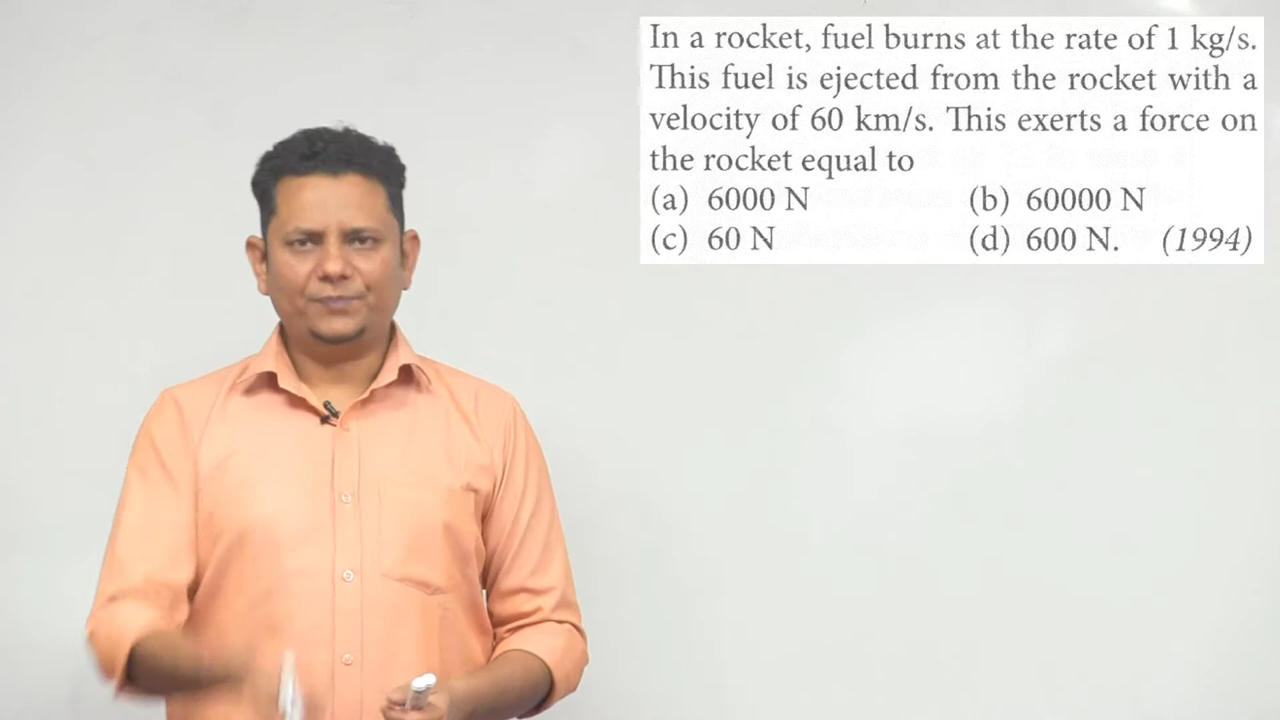 In a rocket, fuel burns at the rate of 1 kg/s.
This fuel is ejected from the rocket with a
velocity of 60 km/s. This exerts a force on
the rocket equal to
(a) 6000 N (b) 60000 N
(c) 60 N (d) 600 N. (1994)